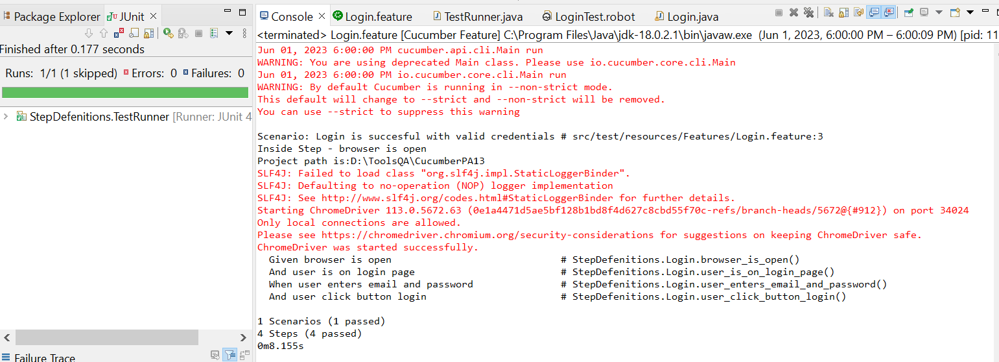 Package Explorer JUnit
Finished after 0.177 seconds
Runs: 1/1 (1 skipped) Errors: 0 Failures: 0
StepDefenitions.TestRunner [Runner: JUnit 4
Failure Trace
Console Login.feature TestRunner.java LoginTest.robot Login.java
<terminated> Login.feature [Cucumber Feature] C:\Program Files\Java\jdk-18.0.2.1\bin\javaw.exe (Jun 1, 2023, 6:00:00 PM – 6:00:09 PM) [pid: 11
Jun 01, 2023 6:00:00 PM cucumber.api.cli.Main run
WARNING: You are using deprecated Main class. Please use io.cucumber.core.cli.Main
Jun 01, 2023 6:00:00 PM io.cucumber.core.cli.Main run
WARNING: By default Cucumber is running in --non-strict mode.
This default will change to --strict and --non-strict will be removed.
You can use --strict to suppress this warning
Scenario: Login is succesful with valid credentials # src/test/resources/Features/Login.feature:3
Inside Step - browser is open
Project path is:D:\ToolsQA\CucumberPA13
SLF4J: Failed to load class "org.slf4j.impl.StaticLoggerBinder".
SLF4J: Defaulting to no-operation (NOP) logger implementation
SLF4J: See http://www.slf4j.org/codes.html#StaticLoggerBinder for further details.
Starting ChromeDriver 113.0.5672.63 (0e1a4471d5ae5bf128b1bd8f4d627c8cbd55f70c-refs/branch-heads/5672@{#912}) on port 34024
Only local connections are allowed.
Please see https://chromedriver.chromium.org/security-considerations for suggestions on keeping ChromeDriver safe.
ChromeDriver was started successfully.
Given browser is open # StepDefenitions.Login.browser_is_open()
And user is on login page # StepDefenitions.Login.user_is_on_login_page()
When user enters email and password # StepDefenitions.Login.user_enters_email_and_password()
And user click button login # StepDefenitions.Login.user_click_button_login()
1 Scenarios (1 passed)
4 Steps (4 passed)
0m8.155s